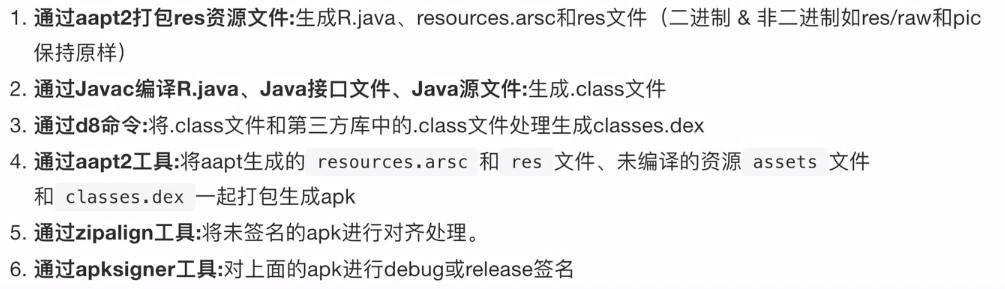 1. 通过aapt2打包res资源文件:生成R.java、resources.arsc和res文件（二进制 & 非二进制如res/raw和pic
保持原样）
2. 通过Javac编译R.java、Java接口文件、Java源文件:生成.class文件
3. 通过d8命令:将.class文件和第三方库中的.class文件处理生成classes.dex
4. 通过aapt2工具:将aapt生成的 resources.arsc 和 res 文件、未编译的资源 assets 文件
和 classes.dex 一起打包生成apk
5. 通过zipalign工具:将未签名的apk进行对齐处理。
6. 通过apksigner工具:对上面的apk进行debug或release签名